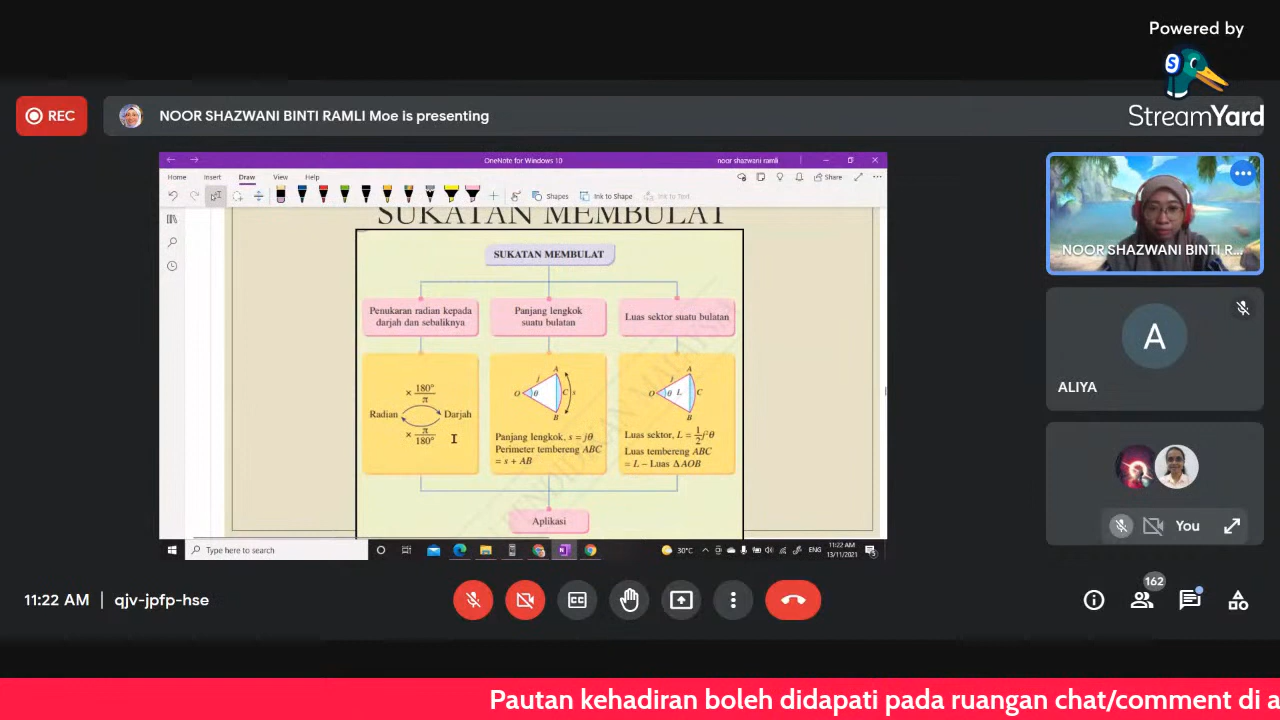 Powered by
StreamYard
REC
NOOR SHAZWANI BINTI RAMLI Moe is presenting
OneNote for Windows 10
noor shazwani ramli
Home Insert Draw View Help
Share
Shapes
Ink to Shape
Ink to Text
SUKATAN MEMBULAT
SUKATAN MEMBULAT
Penukaran radian kepada
darjah dan sebaliknya
Panjang lengkok
suatu bulatan
Luas sektor suatu bulatan
× 180°/π
Radian
Darjah
× π/180°
A
j
O θ C s
B
Panjang lengkok, s = jθ
Perimeter tembereng ABC
= s + AB
A
j
O θ L C
B
Luas sektor, L = 1/2 j²θ
Luas tembereng ABC
= L – Luas ΔAOB
Aplikasi
Type here to search
30°C
ENG
11:22 AM
13/11/2021
NOOR SHAZWANI BINTI R...
A
ALIYA
You
11:22 AM | qjv-jpfp-hse
162
Pautan kehadiran boleh didapati pada ruangan chat/comment di a